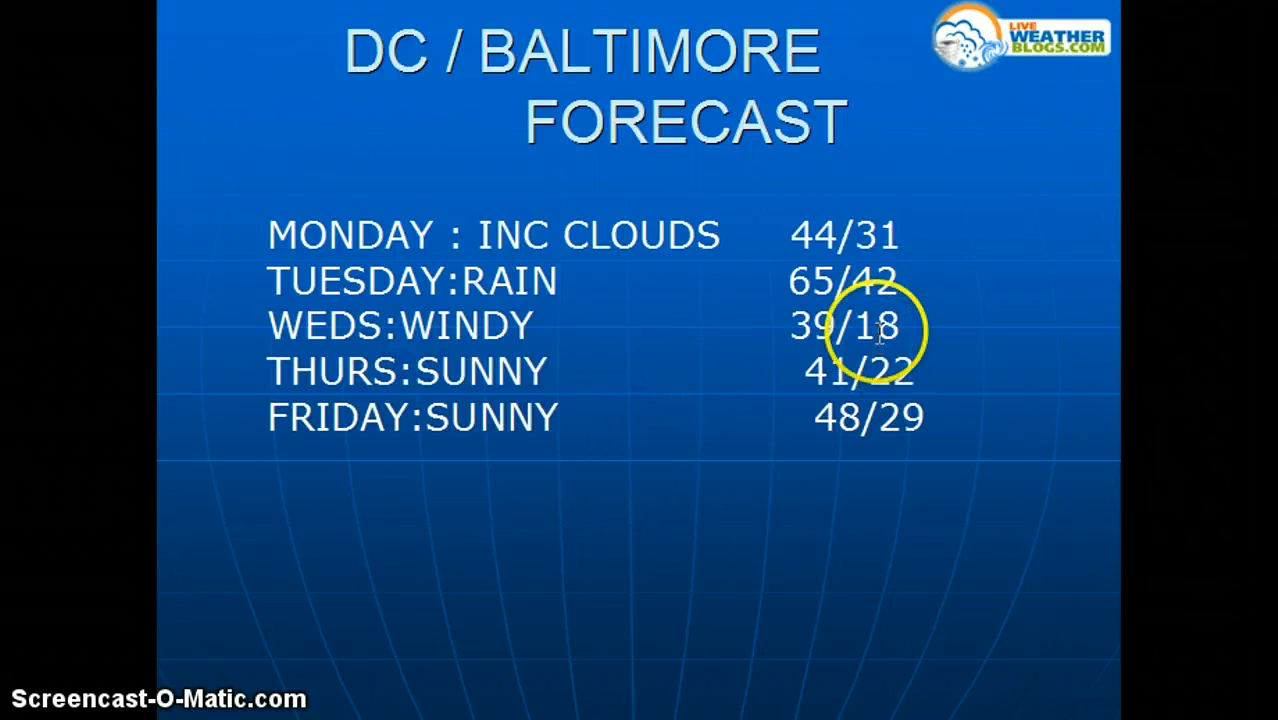 DC / BALTIMORE
FORECAST
LIVE
WEATHER
BLOGS.COM
MONDAY : INC CLOUDS 44/31
TUESDAY:RAIN 65/42
WEDS:WINDY 39/18
THURS:SUNNY 41/22
FRIDAY:SUNNY 48/29
Screencast-O-Matic.com